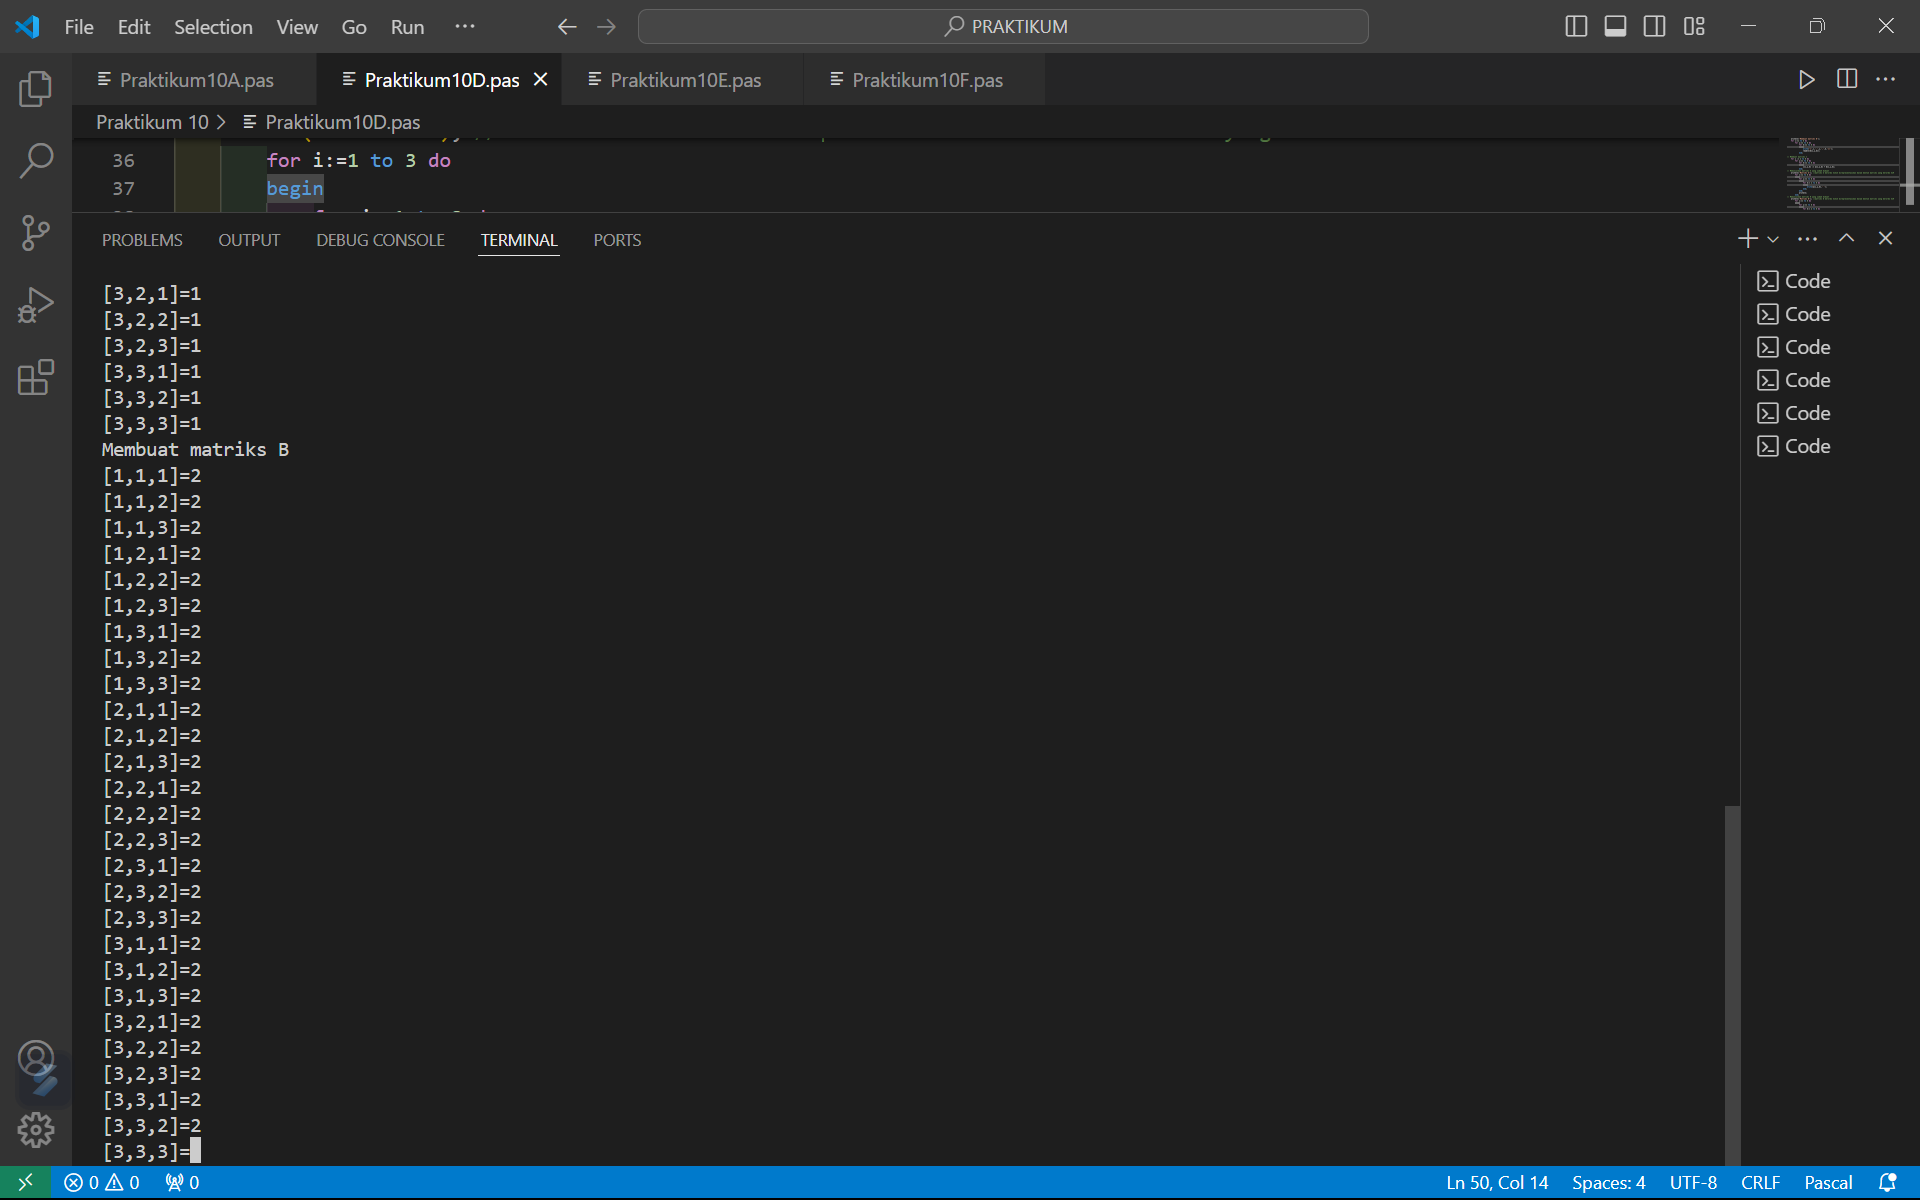 File Edit Selection View Go Run ··· PRAKTIKUM
Praktikum10A.pas Praktikum10D.pas Praktikum10E.pas Praktikum10F.pas
Praktikum 10 > Praktikum10D.pas
36 for i:=1 to 3 do
37 begin
PROBLEMS OUTPUT DEBUG CONSOLE TERMINAL PORTS
[3,2,1]=1
[3,2,2]=1
[3,2,3]=1
[3,3,1]=1
[3,3,2]=1
[3,3,3]=1
Membuat matriks B
[1,1,1]=2
[1,1,2]=2
[1,1,3]=2
[1,2,1]=2
[1,2,2]=2
[1,2,3]=2
[1,3,1]=2
[1,3,2]=2
[1,3,3]=2
[2,1,1]=2
[2,1,2]=2
[2,1,3]=2
[2,2,1]=2
[2,2,2]=2
[2,2,3]=2
[2,3,1]=2
[2,3,2]=2
[2,3,3]=2
[3,1,1]=2
[3,1,2]=2
[3,1,3]=2
[3,2,1]=2
[3,2,2]=2
[3,2,3]=2
[3,3,1]=2
[3,3,2]=2
[3,3,3]=
Code
Code
Code
Code
Code
Code
0 0 0 Ln 50, Col 14 Spaces: 4 UTF-8 CRLF Pascal